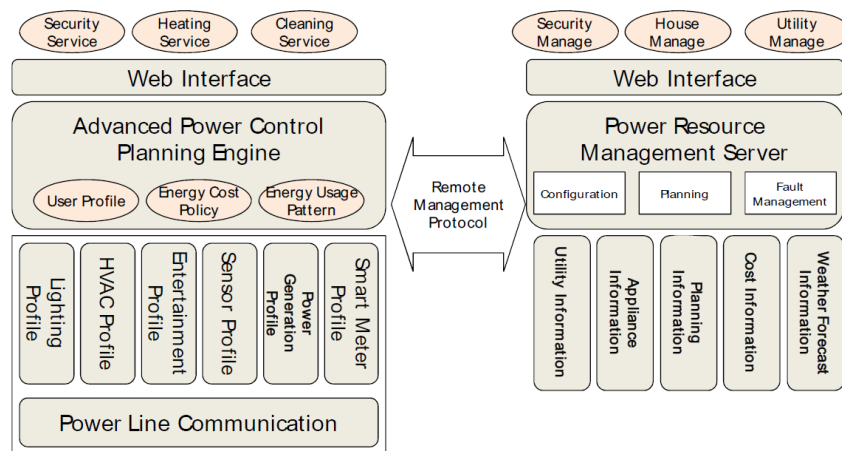 Security
Service
Heating
Service
Cleaning
Service
Web Interface
Advanced Power Control
Planning Engine
User Profile
Energy Cost
Policy
Energy Usage
Pattern
Lighting
Profile
HVAC Profile
Entertainment
Profile
Sensor Profile
Power
Generation
Profile
Smart Meter
Profile
Power Line Communication
Remote
Management
Protocol
Security
Manage
House
Manage
Utility
Manage
Web Interface
Power Resource
Management Server
Configuration
Planning
Fault
Management
Utility Information
Appliance
Information
Planning
Information
Cost Information
Weather Forecast
Information